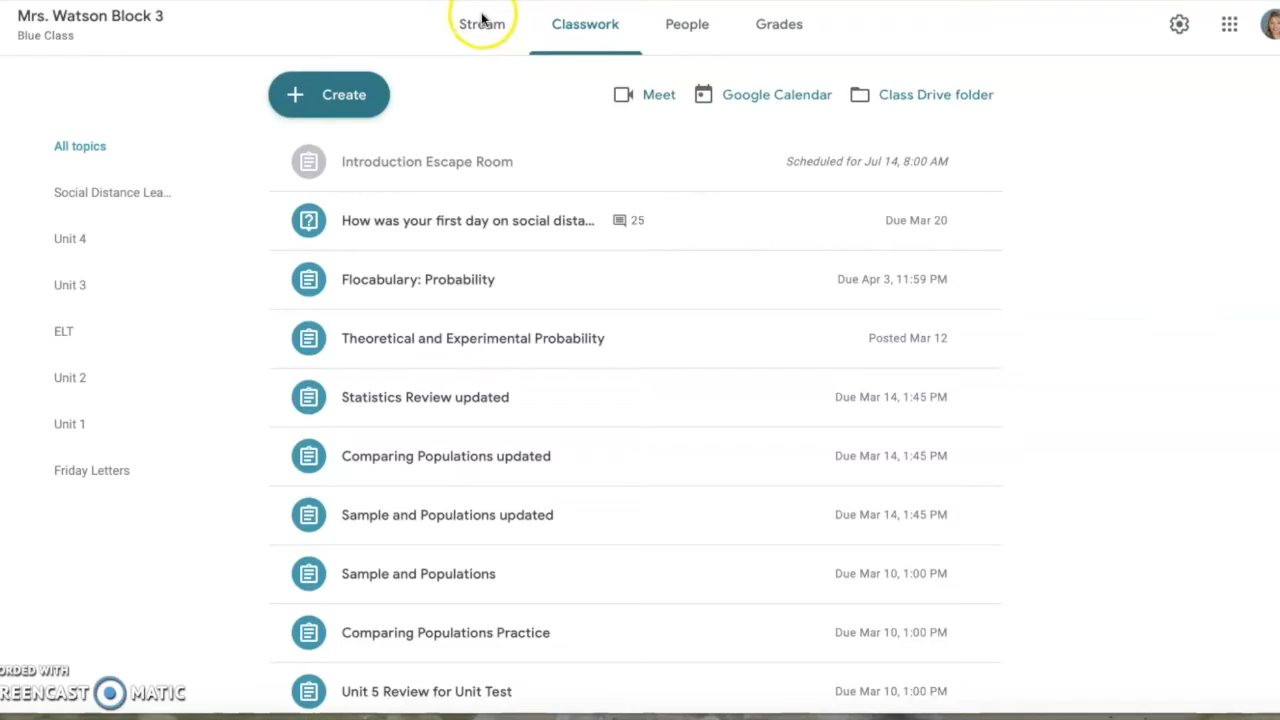 Mrs. Watson Block 3
Blue Class
Stream
Classwork
People
Grades
Create
Meet
Google Calendar
Class Drive folder
All topics
Social Distance Lea...
Unit 4
Unit 3
ELT
Unit 2
Unit 1
Friday Letters
Introduction Escape Room
Scheduled for Jul 14, 8:00 AM
How was your first day on social dista...
25
Due Mar 20
Flocabulary: Probability
Due Apr 3, 11:59 PM
Theoretical and Experimental Probability
Posted Mar 12
Statistics Review updated
Due Mar 14, 1:45 PM
Comparing Populations updated
Due Mar 14, 1:45 PM
Sample and Populations updated
Due Mar 14, 1:45 PM
Sample and Populations
Due Mar 10, 1:00 PM
Comparing Populations Practice
Due Mar 10, 1:00 PM
Unit 5 Review for Unit Test
Due Mar 10, 1:00 PM
ORDED WITH
REENCAST MATIC